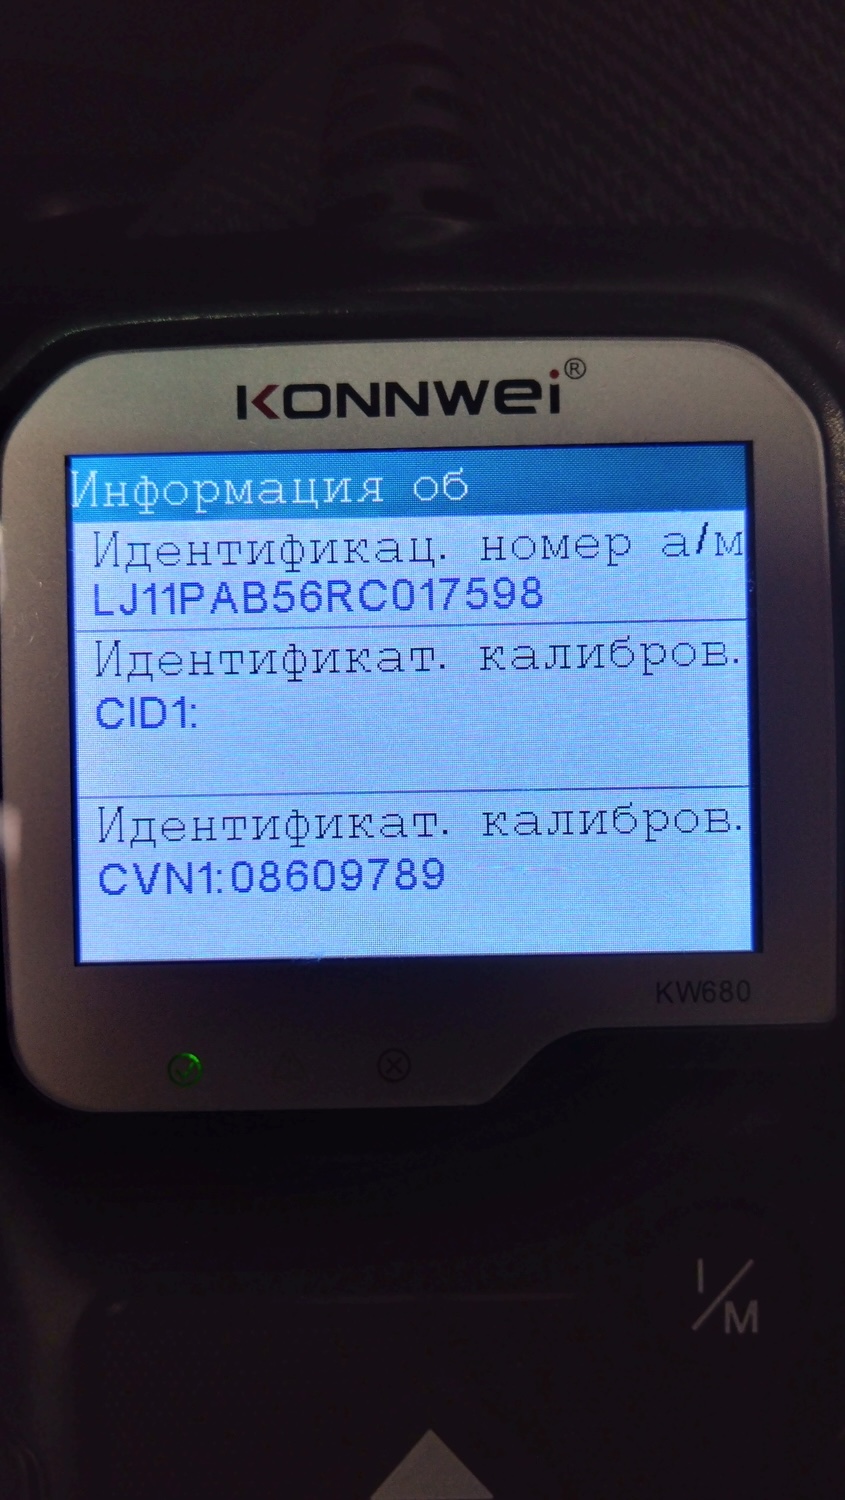 KONNWEI®
Информация об
Идентификац. номер а/м
LJ11PAB56RC017598
Идентификат. калибров.
CID1:
Идентификат. калибров.
CVN1:08609789
KW680
I/M